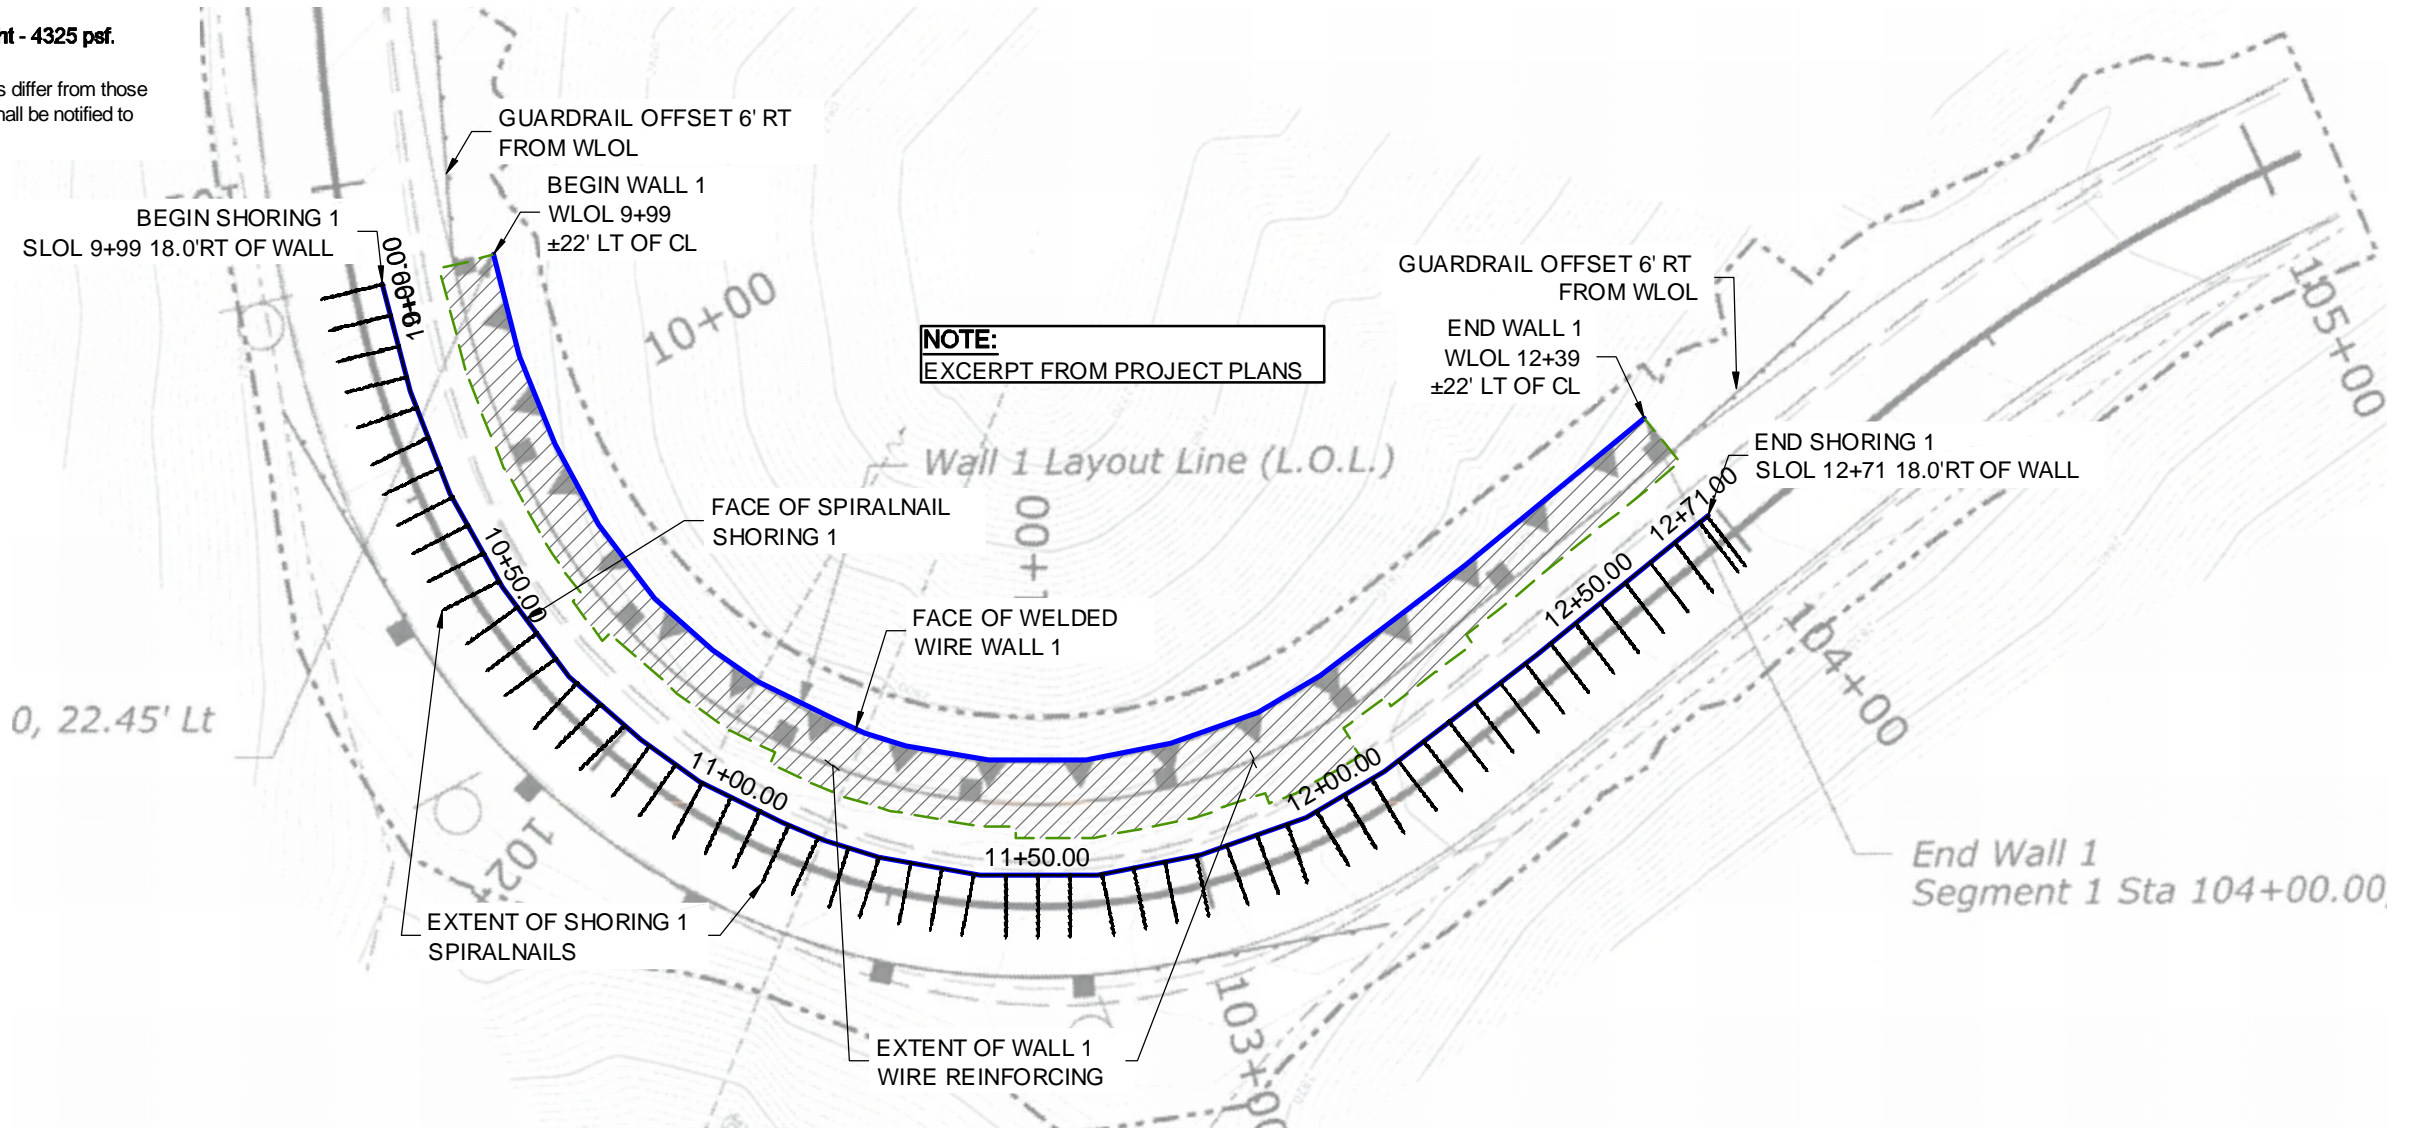 nt - 4325 psf.
s differ from those
hall be notified to
GUARDRAIL OFFSET 6' RT
FROM WLOL
BEGIN WALL 1
WLOL 9+99
±22' LT OF CL
BEGIN SHORING 1
SLOL 9+99 18.0'RT OF WALL
10+00
NOTE:
EXCERPT FROM PROJECT PLANS
GUARDRAIL OFFSET 6' RT
FROM WLOL
END WALL 1
WLOL 12+39
±22' LT OF CL
END SHORING 1
SLOL 12+71 18.0'RT OF WALL
105+00
Wall 1 Layout Line (L.O.L.)
FACE OF SPIRALNAIL
SHORING 1
FACE OF WELDED
WIRE WALL 1
10+50.00
11+00.00
11+50.00
12+00.00
12+50.00
12+71.00
104+00
0, 22.45' Lt
End Wall 1
Segment 1 Sta 104+00.00,
EXTENT OF SHORING 1
SPIRALNAILS
EXTENT OF WALL 1
WIRE REINFORCING
103+00